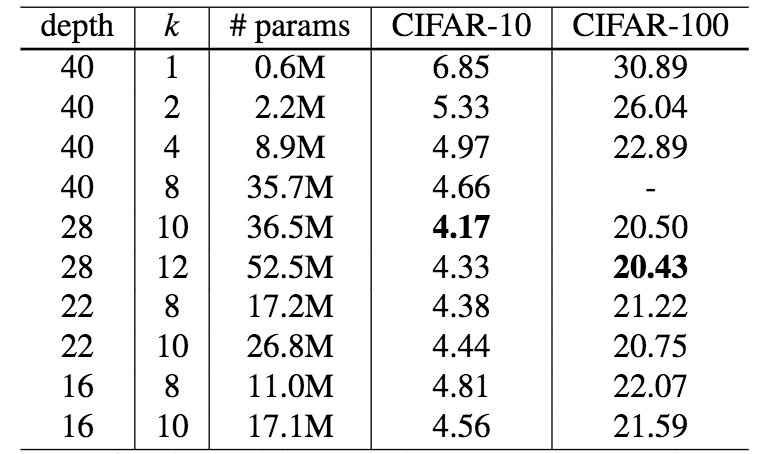 depth k # params CIFAR-10 CIFAR-100
40 1 0.6M 6.85 30.89
40 2 2.2M 5.33 26.04
40 4 8.9M 4.97 22.89
40 8 35.7M 4.66 -
28 10 36.5M 4.17 20.50
28 12 52.5M 4.33 20.43
22 8 17.2M 4.38 21.22
22 10 26.8M 4.44 20.75
16 8 11.0M 4.81 22.07
16 10 17.1M 4.56 21.59